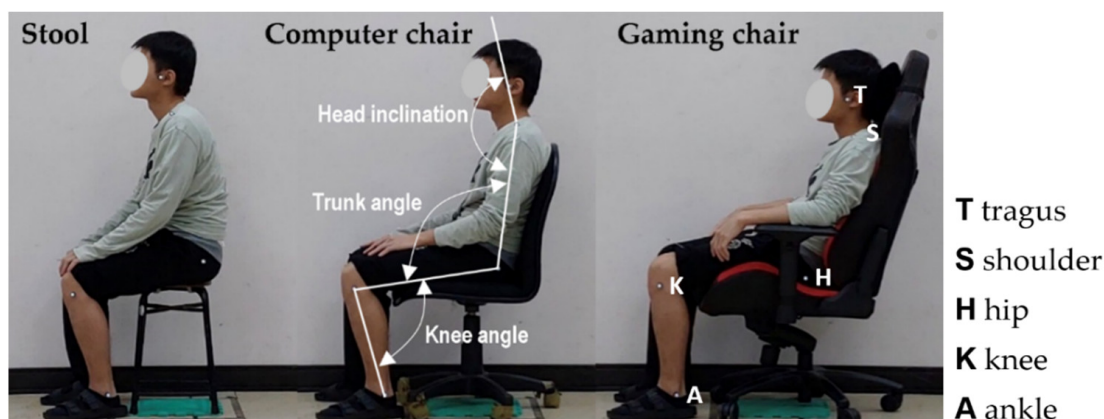 Stool
Computer chair
Gaming chair
Head inclination
Trunk angle
Knee angle
T
S
H
K
A
T tragus
S shoulder
H hip
K knee
A ankle